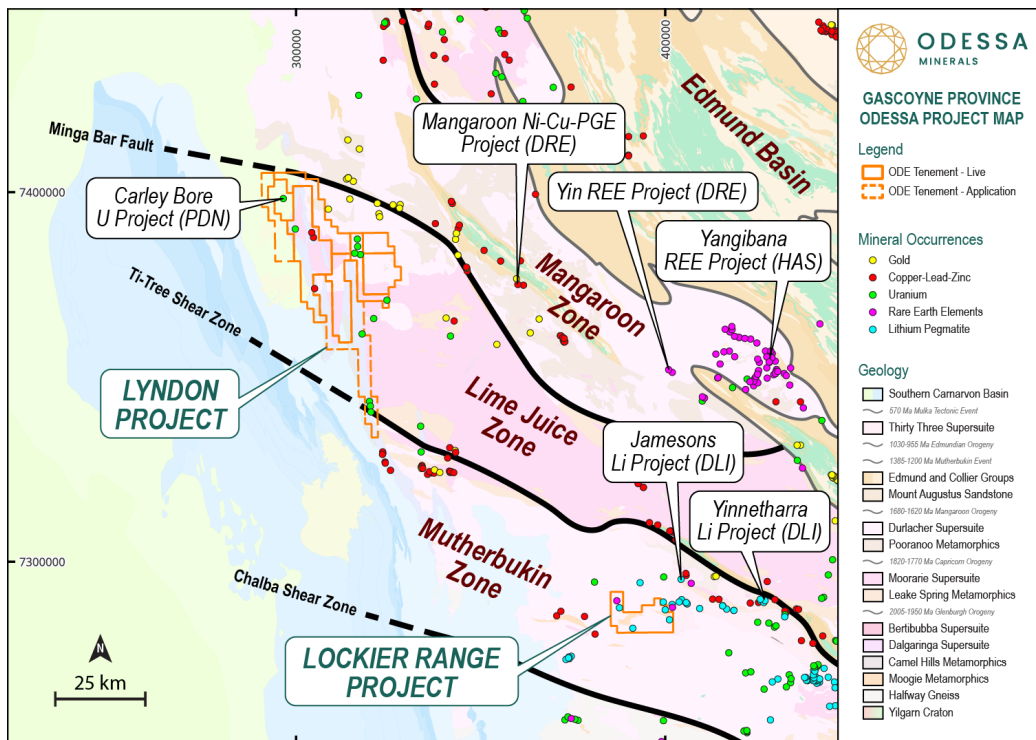 300000
400000
7400000
7300000
Minga Bar Fault
Carley Bore
U Project (PDN)
Ti-Tree Shear Zone
Mangaroon Ni-Cu-PGE
Project (DRE)
Yin REE Project (DRE)
Yangibana
REE Project (HAS)
Edmund Basin
Mangaroon
Zone
LYNDON
PROJECT
Lime Juice
Zone
Jamesons
Li Project (DLI)
Yinnetharra
Li Project (DLI)
Mutherbukin
Zone
Chalba Shear Zone
LOCKIER RANGE
PROJECT
N
25 km
ODESSA
MINERALS
GASCOYNE PROVINCE
ODESSA PROJECT MAP
Legend
ODE Tenement - Live
ODE Tenement - Application
Mineral Occurrences
Gold
Copper-Lead-Zinc
Uranium
Rare Earth Elements
Lithium Pegmatite
Geology
Southern Carnarvon Basin
570 Ma Mulka Tectonic Event
Thirty Three Supersuite
1030-955 Ma Edmundian Orogeny
1385-1200 Ma Mutherbukin Event
Edmund and Collier Groups
Mount Augustus Sandstone
1680-1620 Ma Mangaroon Orogeny
Durlacher Supersuite
Pooranoo Metamorphics
1820-1770 Ma Capricorn Orogeny
Moorarie Supersuite
Leake Spring Metamorphics
2005-1950 Ma Glenburgh Orogeny
Bertibubba Supersuite
Dalgaringa Supersuite
Camel Hills Metamorphics
Moogie Metamorphics
Halfway Gneiss
Yilgarn Craton